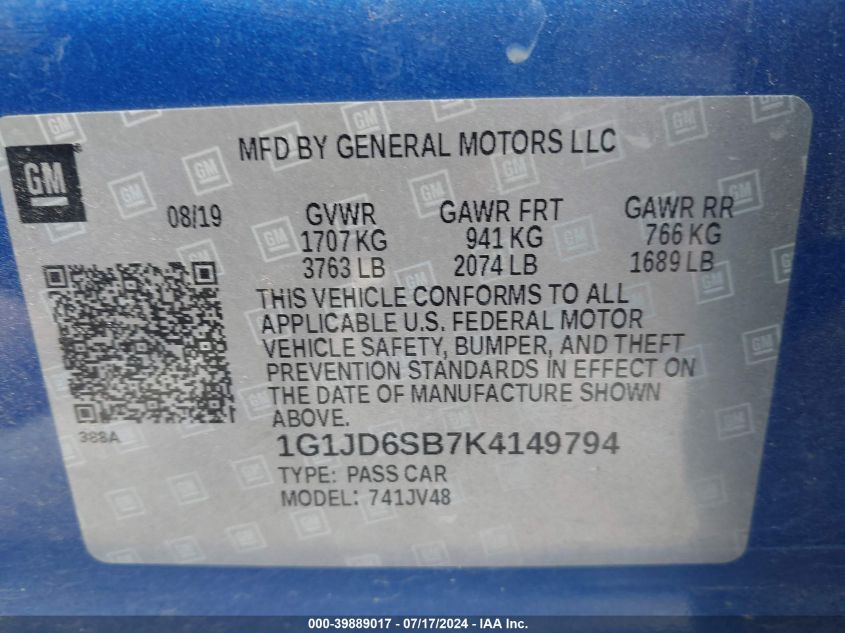 GM
MFD BY GENERAL MOTORS LLC
08/19
GVWR
1707 KG
3763 LB
GAWR FRT
941 KG
2074 LB
GAWR RR
766 KG
1689 LB
THIS VEHICLE CONFORMS TO ALL
APPLICABLE U.S. FEDERAL MOTOR
VEHICLE SAFETY, BUMPER, AND THEFT
PREVENTION STANDARDS IN EFFECT ON
THE DATE OF MANUFACTURE SHOWN
ABOVE.
388A
1G1JD6SB7K4149794
TYPE: PASS CAR
MODEL: 741JV48
000-39889017 - 07/17/2024 - IAA Inc.